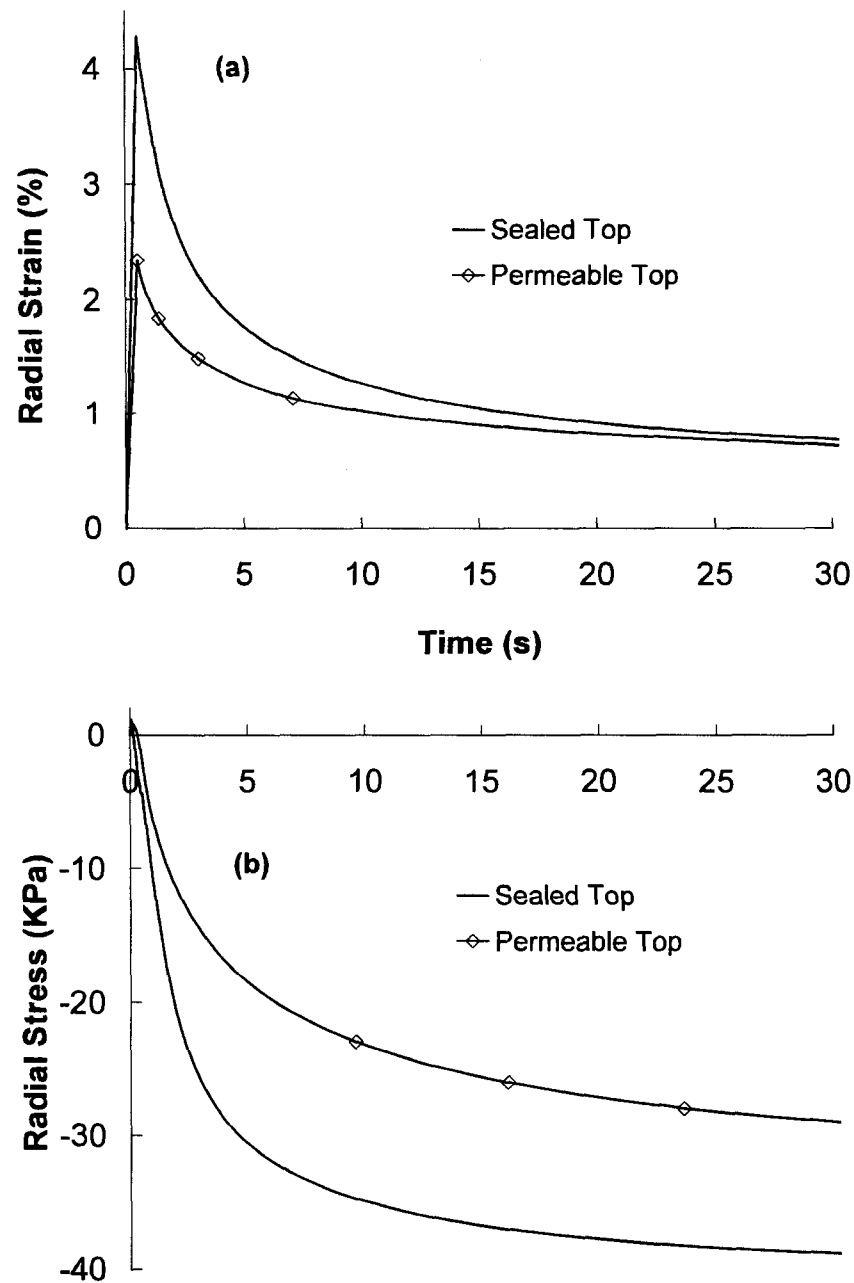 (a)
4
3
2
1
0
Radial Strain (%)
Sealed Top
Permeable Top
0 5 10 15 20 25 30
Time (s)
0
0 5 10 15 20 25 30
-10
-20
-30
-40
Radial Stress (KPa)
(b)
Sealed Top
Permeable Top